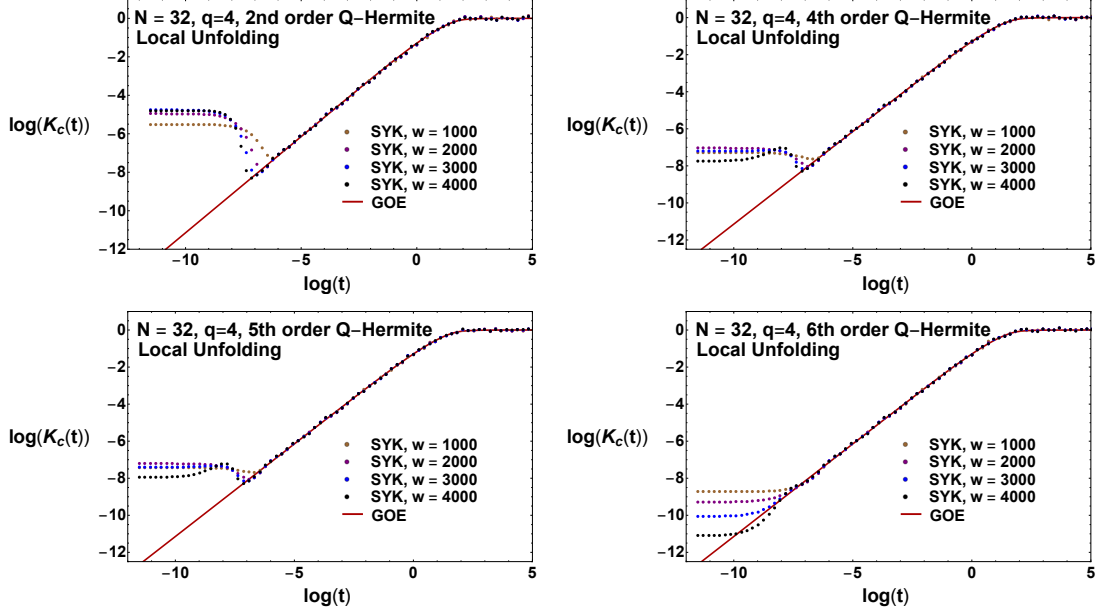 N = 32, q=4, 2nd order Q-Hermite
Local Unfolding
log(Kc(t))
0
-2
-4
-6
-8
-10
-12
SYK, w = 1000
SYK, w = 2000
SYK, w = 3000
SYK, w = 4000
GOE
-10
-5
0
5
log(t)
N = 32, q=4, 4th order Q-Hermite
Local Unfolding
log(Kc(t))
0
-2
-4
-6
-8
-10
-12
SYK, w = 1000
SYK, w = 2000
SYK, w = 3000
SYK, w = 4000
GOE
-10
-5
0
5
log(t)
N = 32, q=4, 5th order Q-Hermite
Local Unfolding
log(Kc(t))
0
-2
-4
-6
-8
-10
-12
SYK, w = 1000
SYK, w = 2000
SYK, w = 3000
SYK, w = 4000
GOE
-10
-5
0
5
log(t)
N = 32, q=4, 6th order Q-Hermite
Local Unfolding
log(Kc(t))
0
-2
-4
-6
-8
-10
-12
SYK, w = 1000
SYK, w = 2000
SYK, w = 3000
SYK, w = 4000
GOE
-10
-5
0
5
log(t)